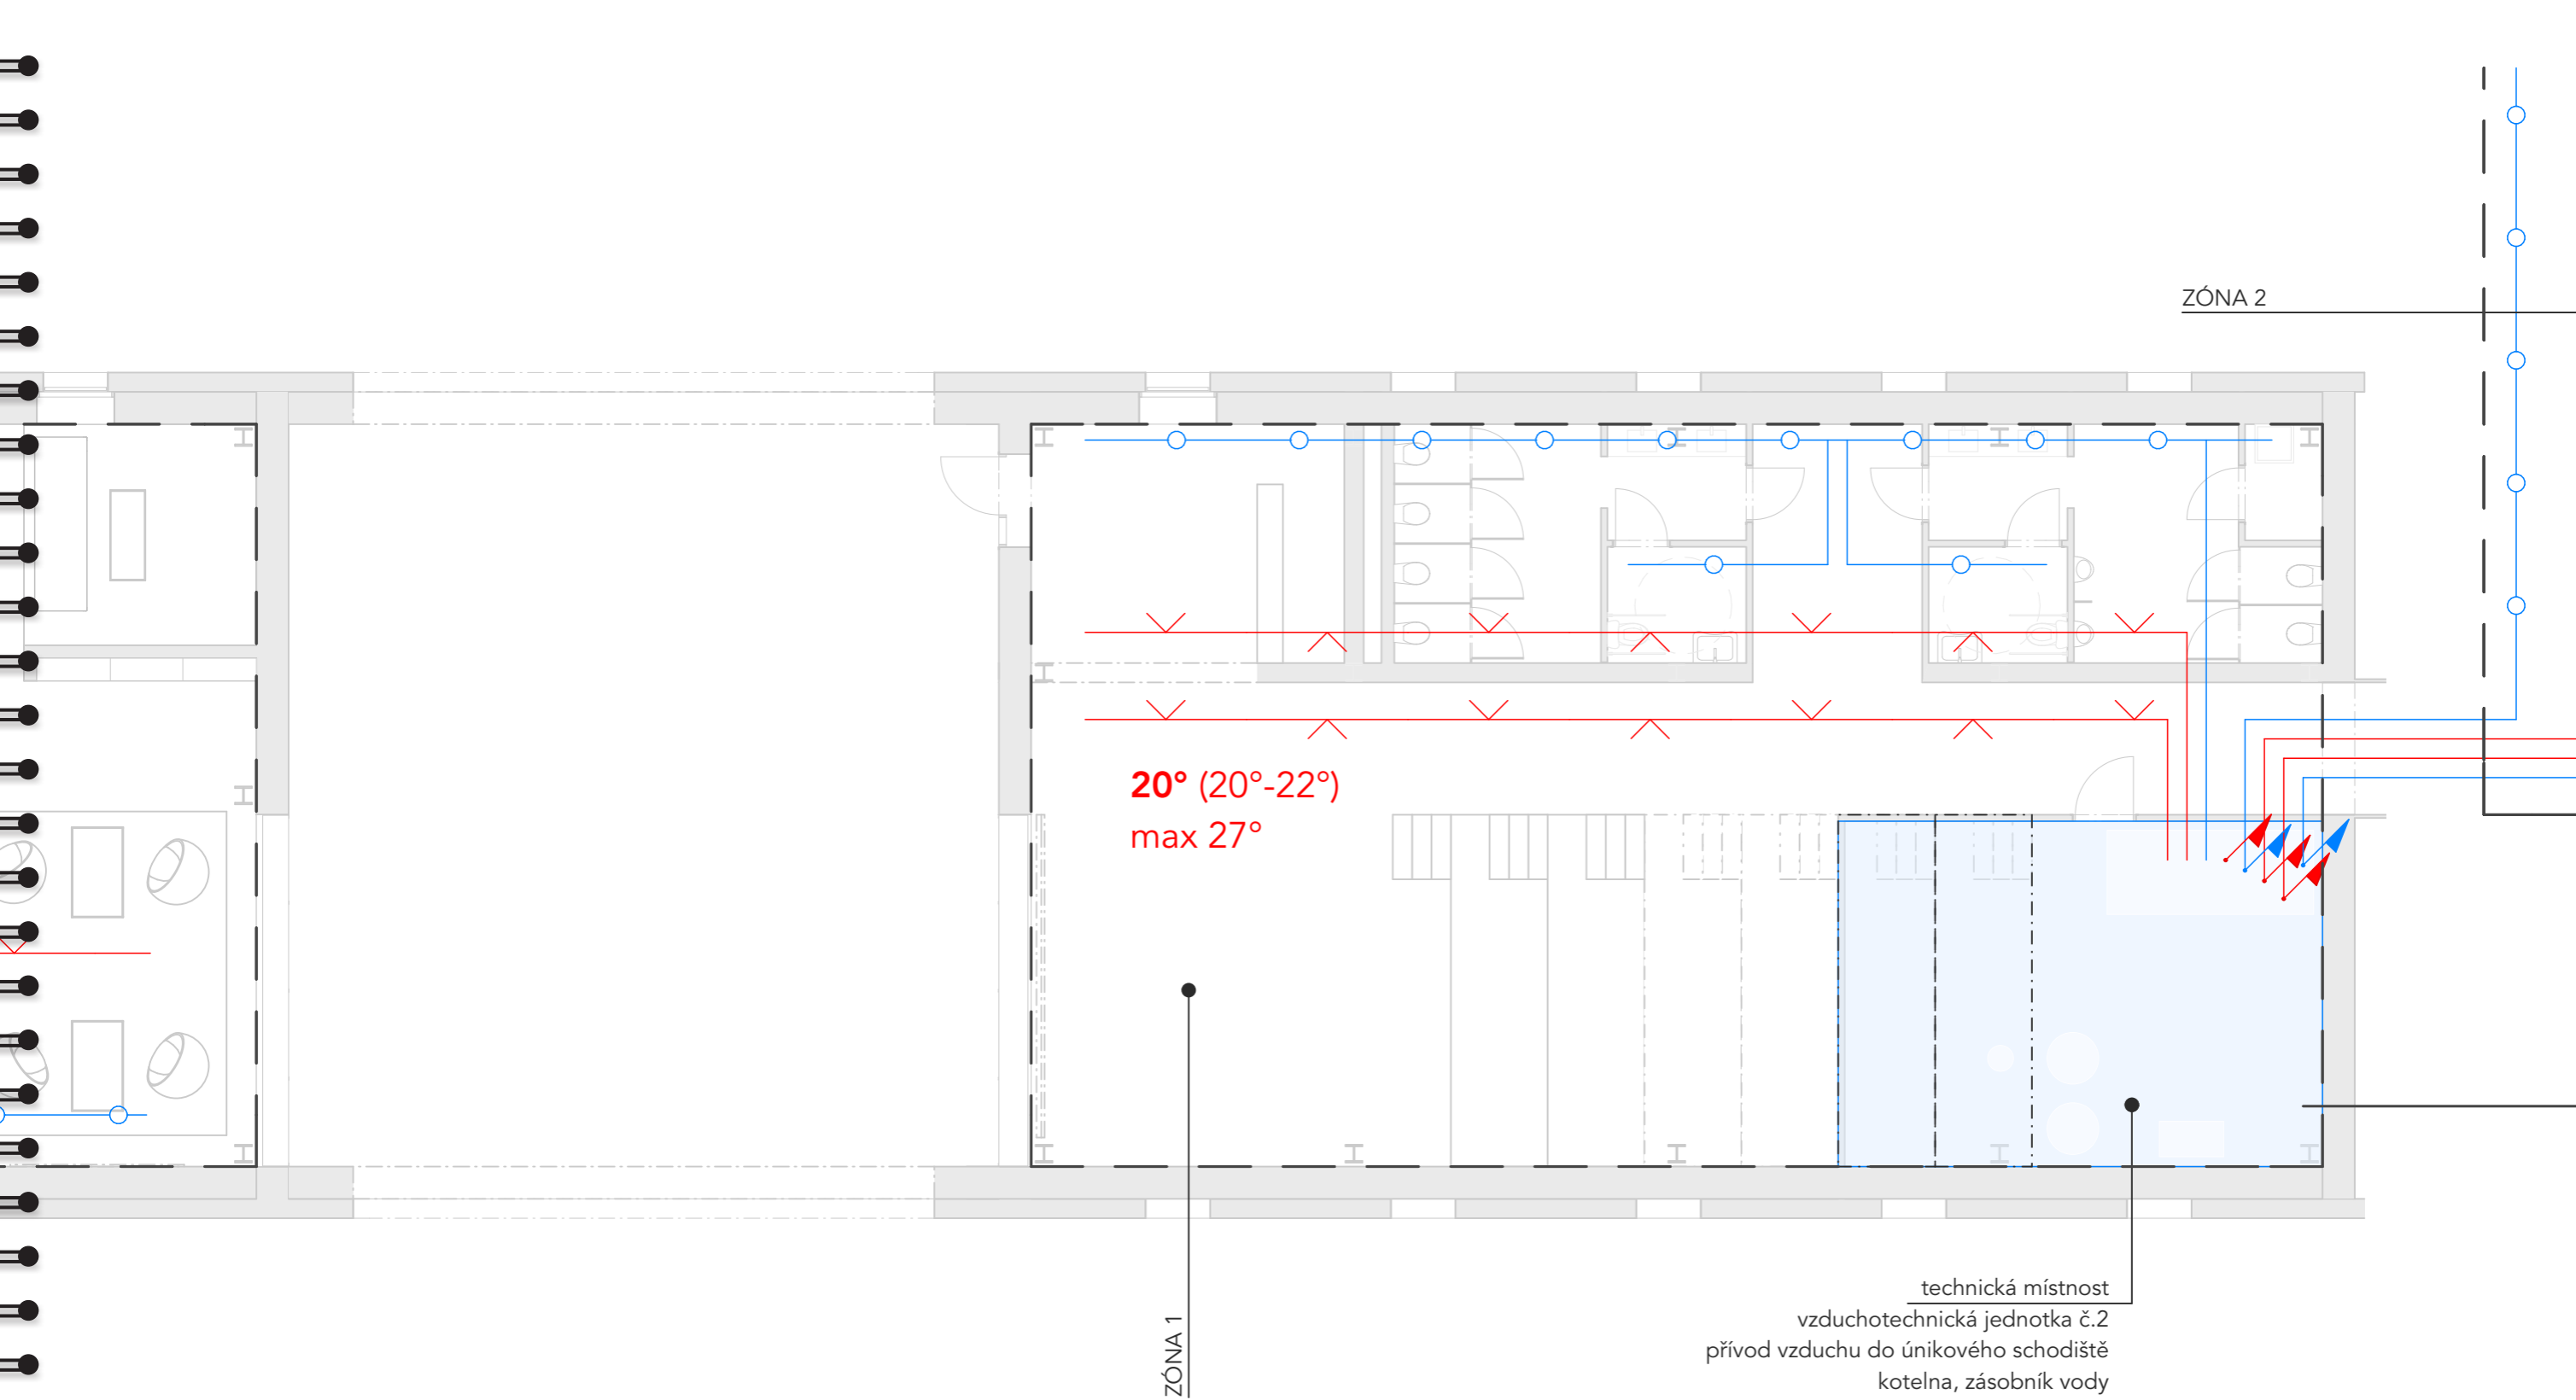 ZÓNA 2
20° (20°-22°)
max 27°
ZÓNA 1
technická místnost
vzduchotechnická jednotka č.2
přívod vzduchu do únikového schodiště
kotelna, zásobník vody